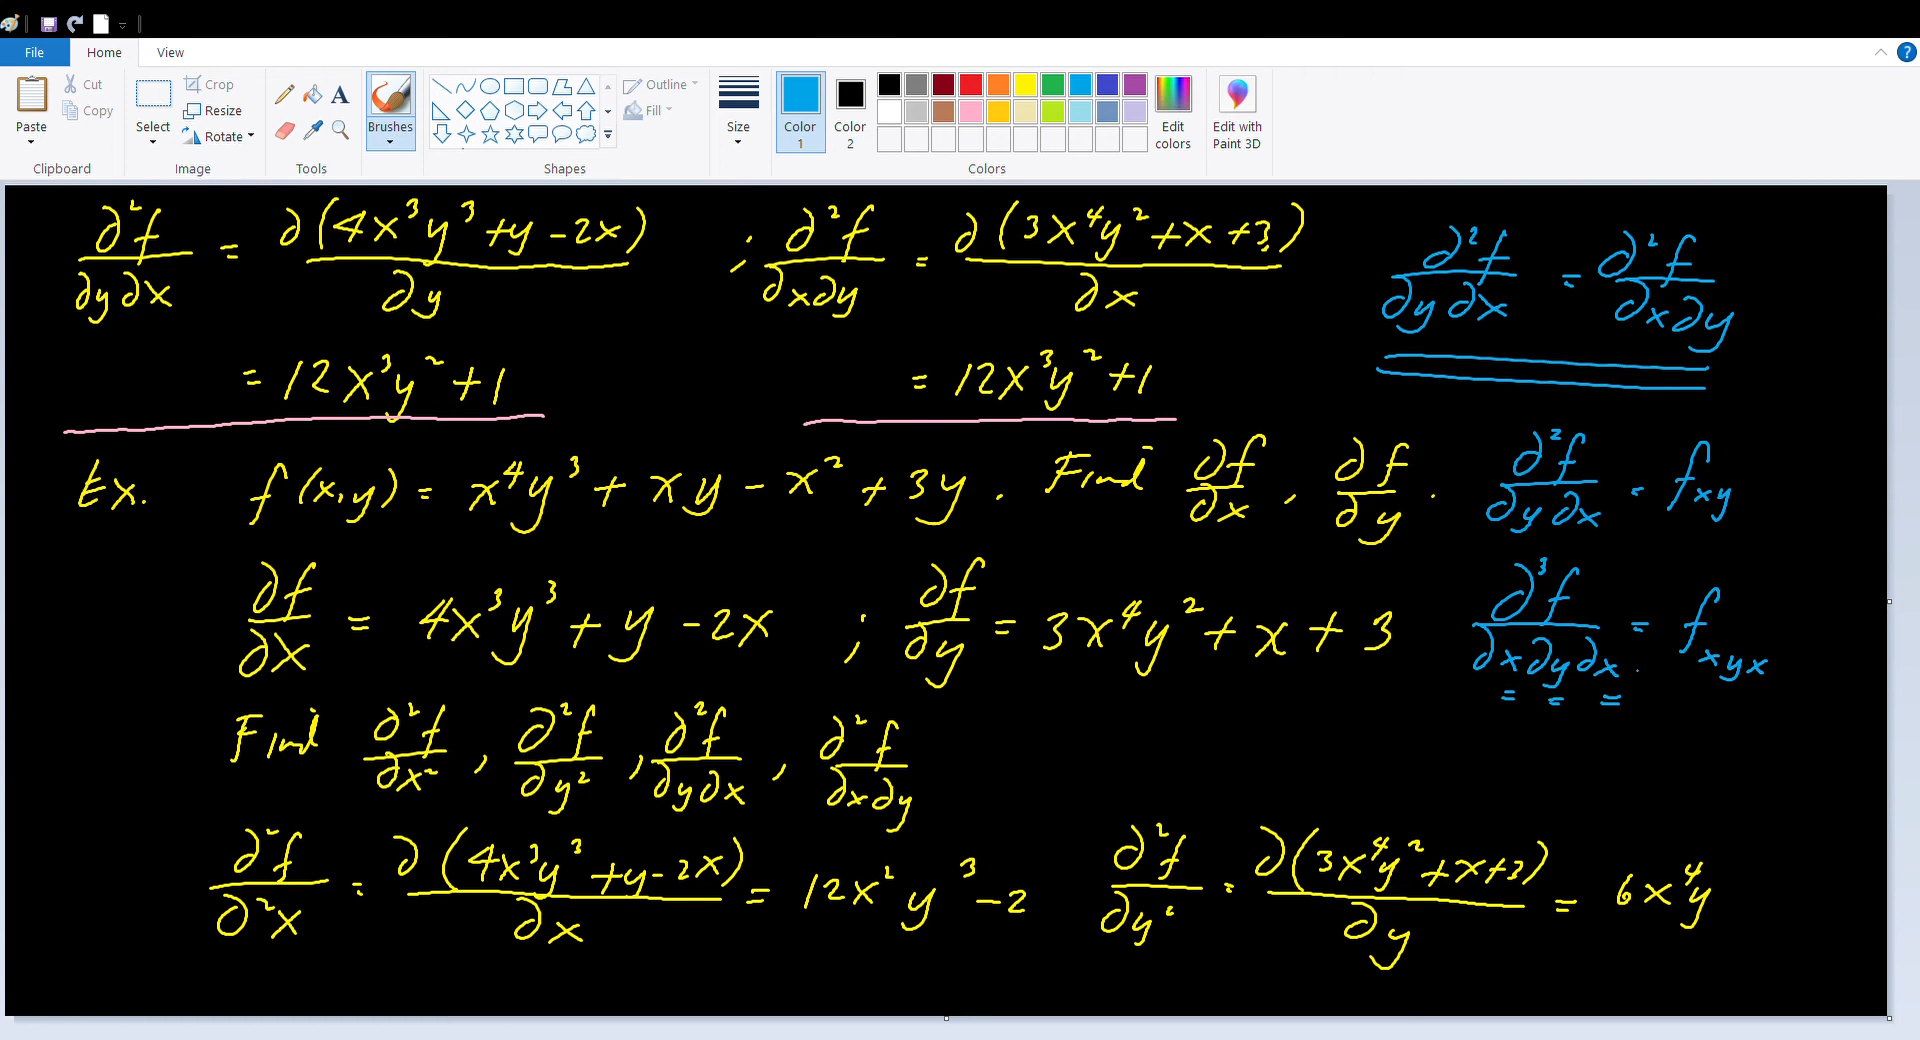 File Home View
Paste Cut Copy Clipboard
Select Crop Resize Rotate Image
A Tools
Brushes
Outline Fill Shapes
Size
Color 1 Color 2 Edit colors Colors
Edit with Paint 3D
∂²f/∂y∂x = ∂(4x³y³+y-2x)/∂y ; ∂²f/∂x∂y = ∂(3x⁴y²+x+3)/∂x
∂²f/∂y∂x = ∂²f/∂x∂y
= 12x³y²+1 = 12x³y²+1
Ex. f(x,y) = x⁴y³ + xy - x² + 3y. Find ∂f/∂x, ∂f/∂y.
∂²f/∂y∂x = f_xy
∂f/∂x = 4x³y³ + y - 2x ; ∂f/∂y = 3x⁴y² + x + 3
∂³f/∂x∂y∂x = f_xyx
Find ∂²f/∂x², ∂²f/∂y², ∂²f/∂y∂x, ∂²f/∂x∂y
∂²f/∂²x = ∂(4x³y³+y-2x)/∂x = 12x²y³-2 ∂²f/∂y² = ∂(3x⁴y²+x+3)/∂y = 6x⁴y